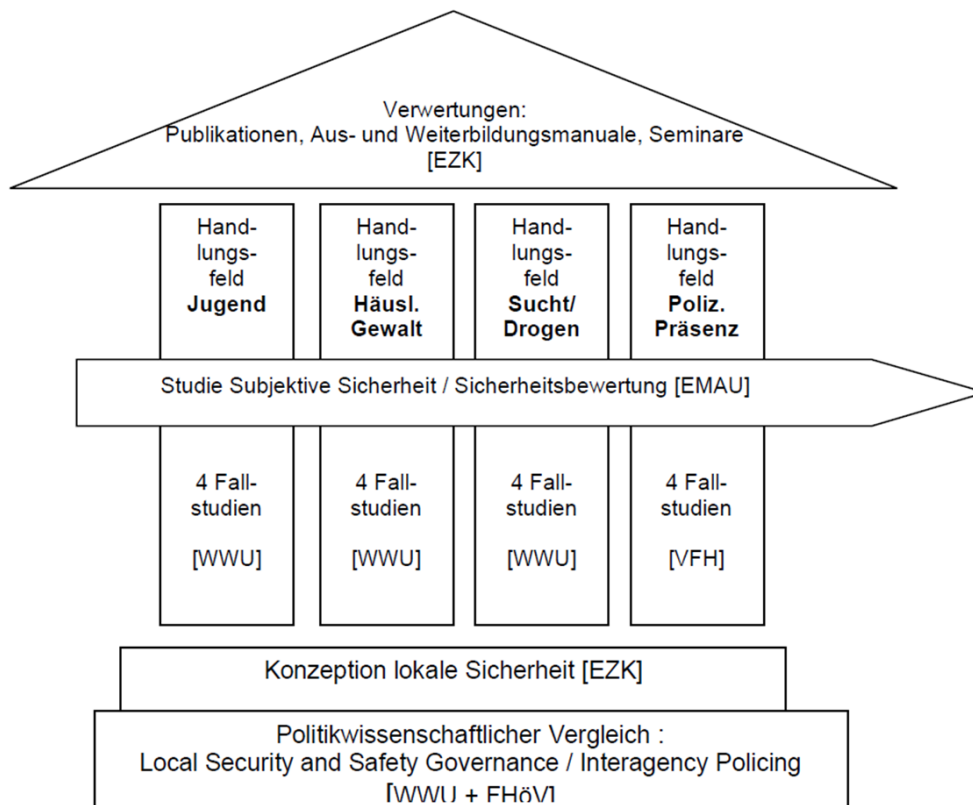 Verwertungen:
Publikationen, Aus- und Weiterbildungsmanuale, Seminare
[EZK]
Hand-
lungs-
feld
Jugend
Hand-
lungs-
feld
Häusl.
Gewalt
Hand-
lungs-
feld
Sucht/
Drogen
Hand-
lungs-
feld
Poliz.
Präsenz
Studie Subjektive Sicherheit / Sicherheitsbewertung [EMAU]
4 Fall-
studien
[WWU]
4 Fall-
studien
[WWU]
4 Fall-
studien
[WWU]
4 Fall-
studien
[VFH]
Konzeption lokale Sicherheit [EZK]
Politikwissenschaftlicher Vergleich :
Local Security and Safety Governance / Interagency Policing
[WWU + FHöV]